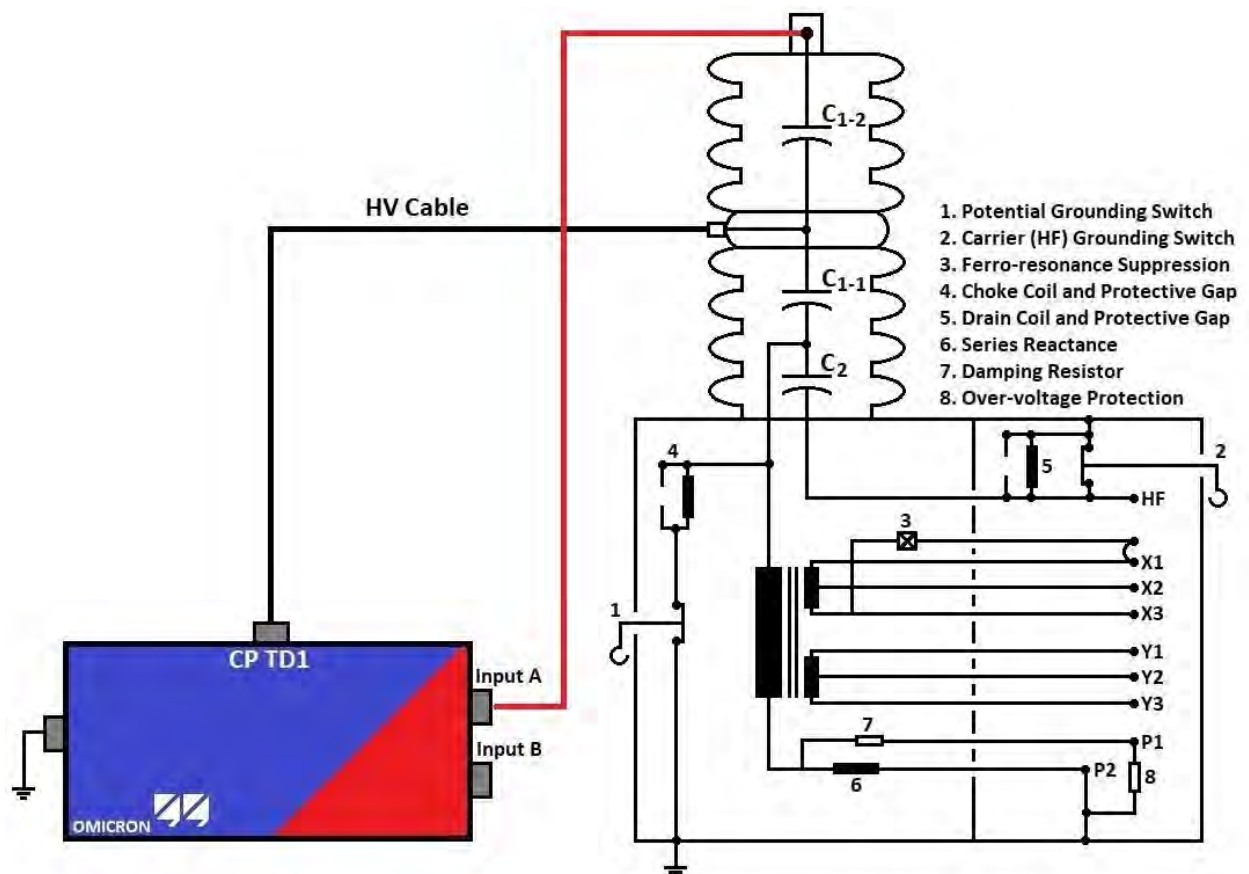 C1-2
HV Cable
1. Potential Grounding Switch
2. Carrier (HF) Grounding Switch
3. Ferro-resonance Suppression
4. Choke Coil and Protective Gap
5. Drain Coil and Protective Gap
6. Series Reactance
7. Damping Resistor
8. Over-voltage Protection
C1-1
C2
4
5
2
HF
3
X1
X2
X3
1
Y1
Y2
Y3
CP TD1
Input A
Input B
OMICRON
7
P1
P2
8
6